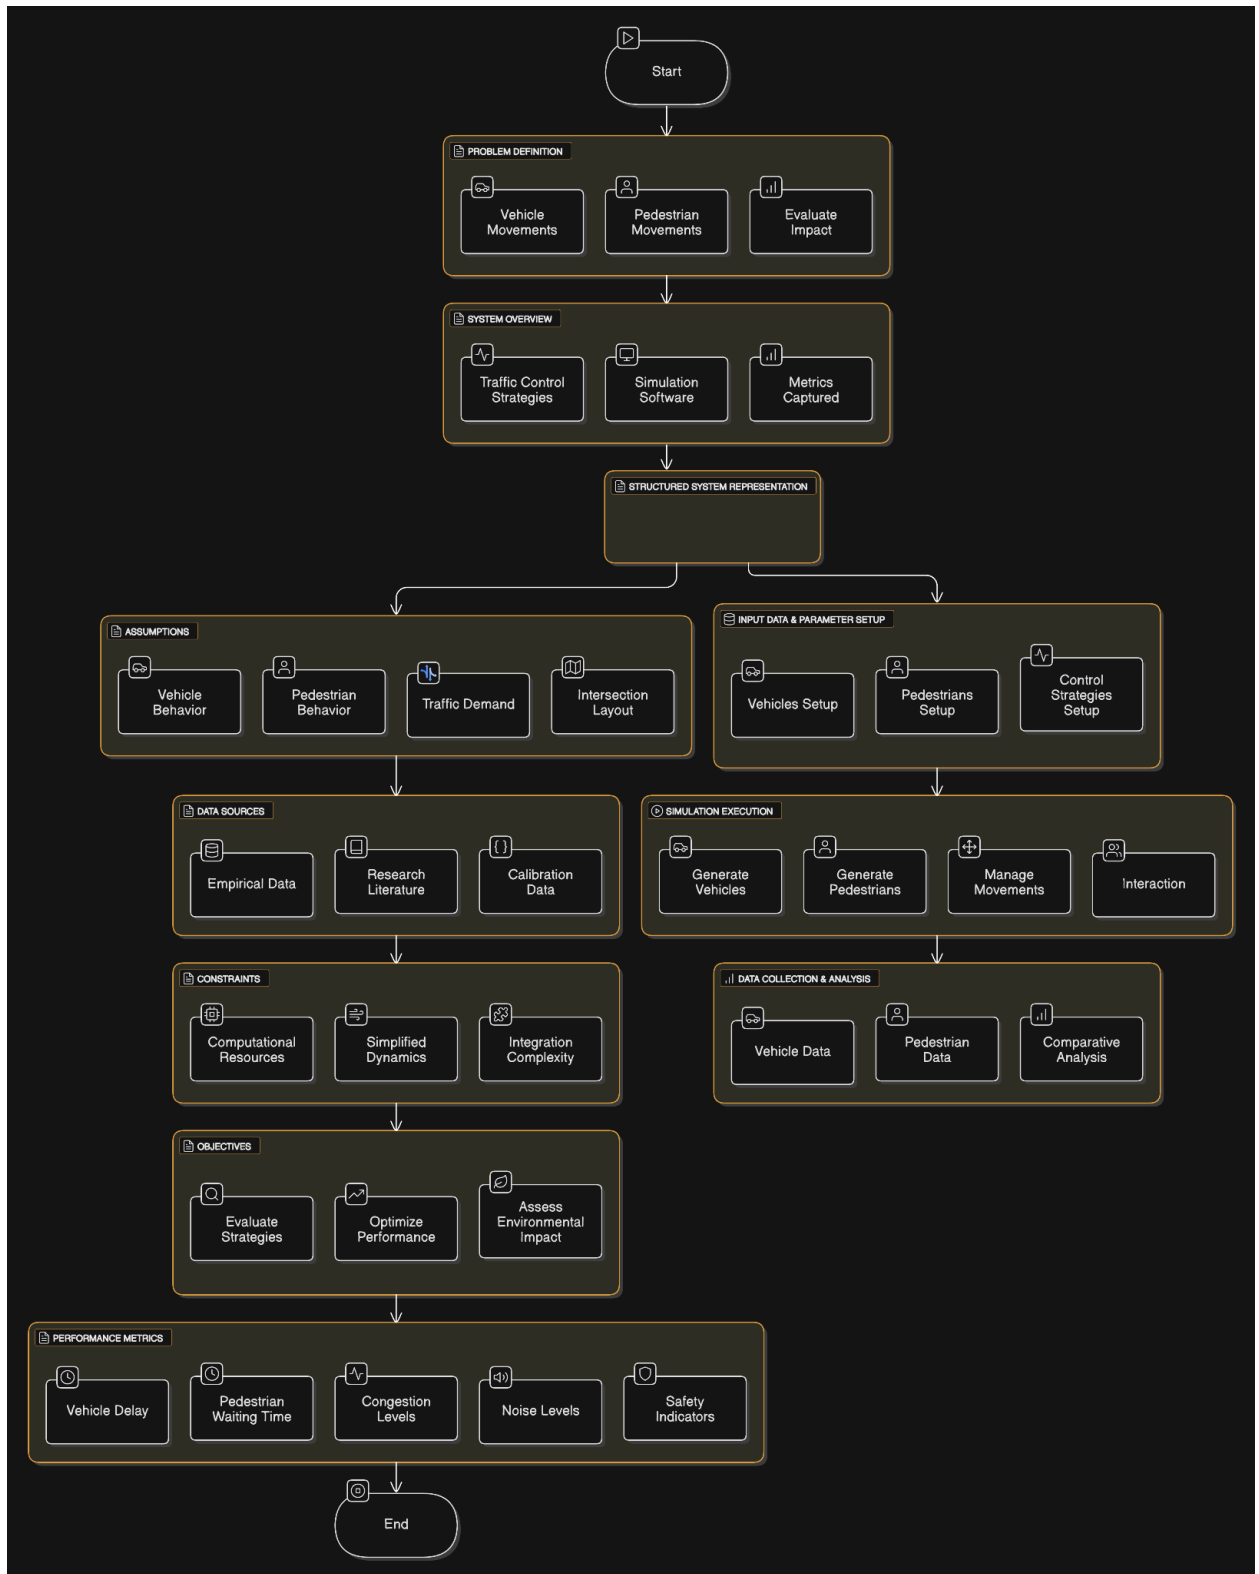 Start
PROBLEM DEFINITION
Vehicle
Movements
Pedestrian
Movements
Evaluate
Impact
SYSTEM OVERVIEW
Traffic Control
Strategies
Simulation
Software
Metrics
Captured
STRUCTURED SYSTEM REPRESENTATION
ASSUMPTIONS
Vehicle
Behavior
Pedestrian
Behavior
Traffic Demand
Intersection
Layout
DATA SOURCES
Empirical Data
Research
Literature
Calibration
Data
CONSTRAINTS
Computational
Resources
Simplified
Dynamics
Integration
Complexity
OBJECTIVES
Evaluate
Strategies
Optimize
Performance
Assess
Environmental
Impact
PERFORMANCE METRICS
Vehicle Delay
Pedestrian
Waiting Time
Congestion
Levels
Noise Levels
Safety
Indicators
End
INPUT DATA & PARAMETER SETUP
Vehicles Setup
Pedestrians
Setup
Control
Strategies
Setup
SIMULATION EXECUTION
Generate
Vehicles
Generate
Pedestrians
Manage
Movements
Interaction
DATA COLLECTION & ANALYSIS
Vehicle Data
Pedestrian
Data
Comparative
Analysis